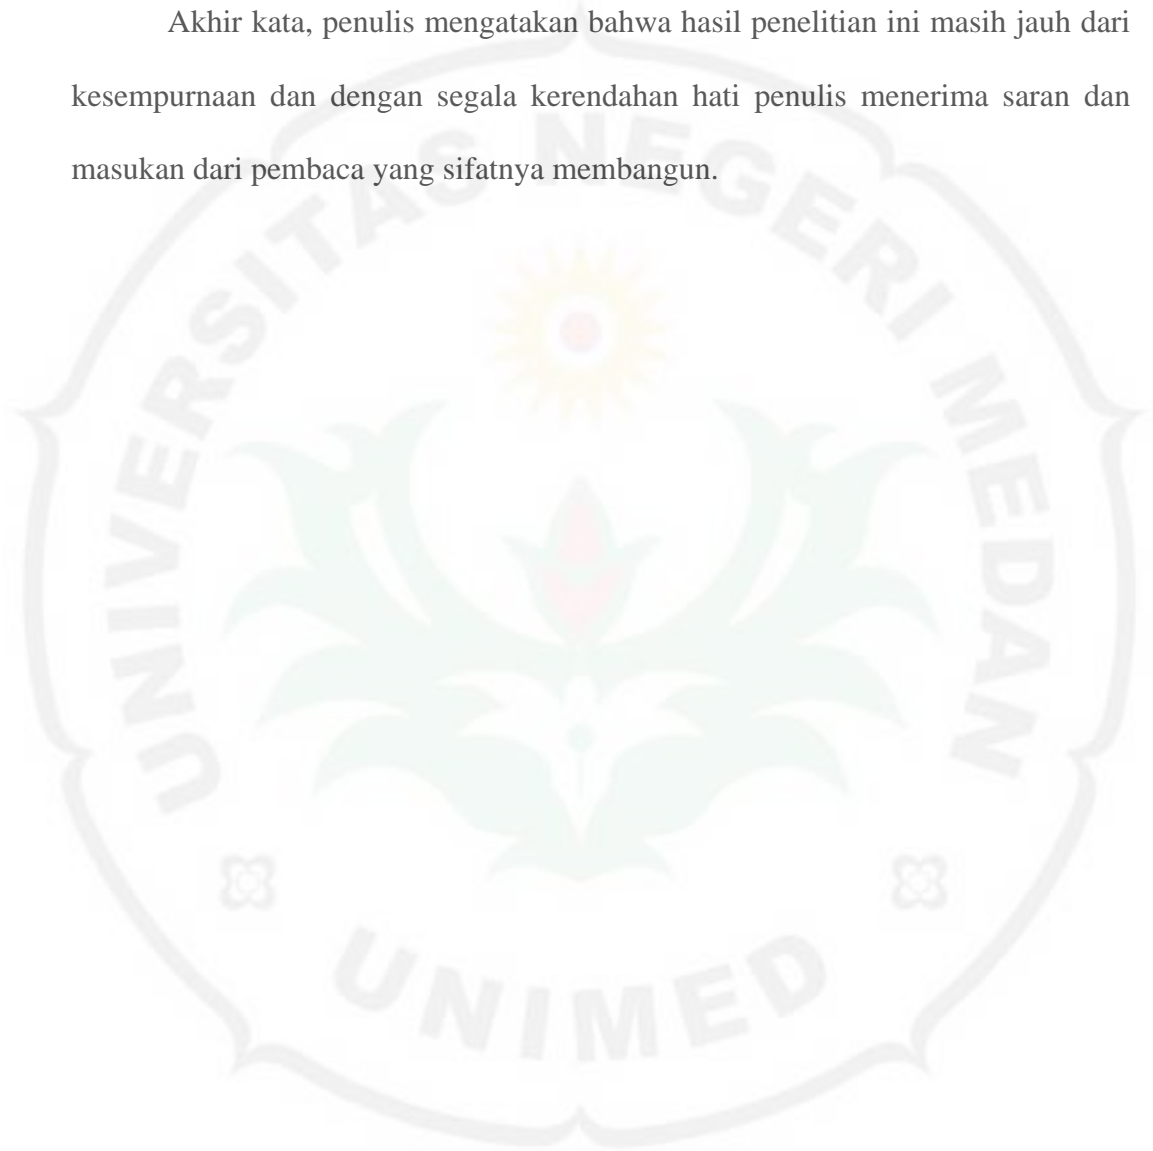 Akhir kata, penulis mengatakan bahwa hasil penelitian ini masih jauh dari
kesempurnaan dan dengan segala kerendahan hati penulis menerima saran dan
masukan dari pembaca yang sifatnya membangun.
UNIVERSITAS NEGERI MEDAN
UNIMED